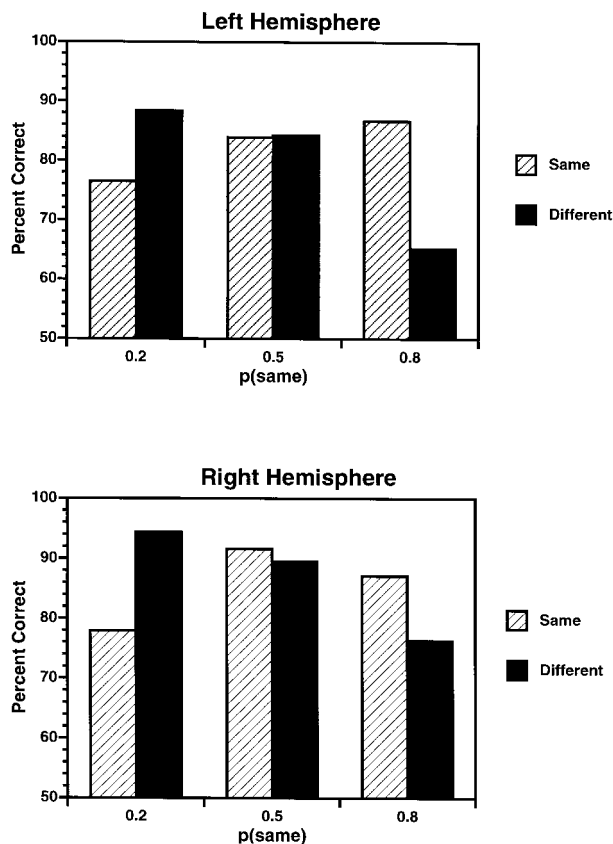 Left Hemisphere
100
90
80
70
60
50
Percent Correct
0.2 0.5 0.8
p(same)
Same
Different
Right Hemisphere
100
90
80
70
60
50
Percent Correct
0.2 0.5 0.8
p(same)
Same
Different